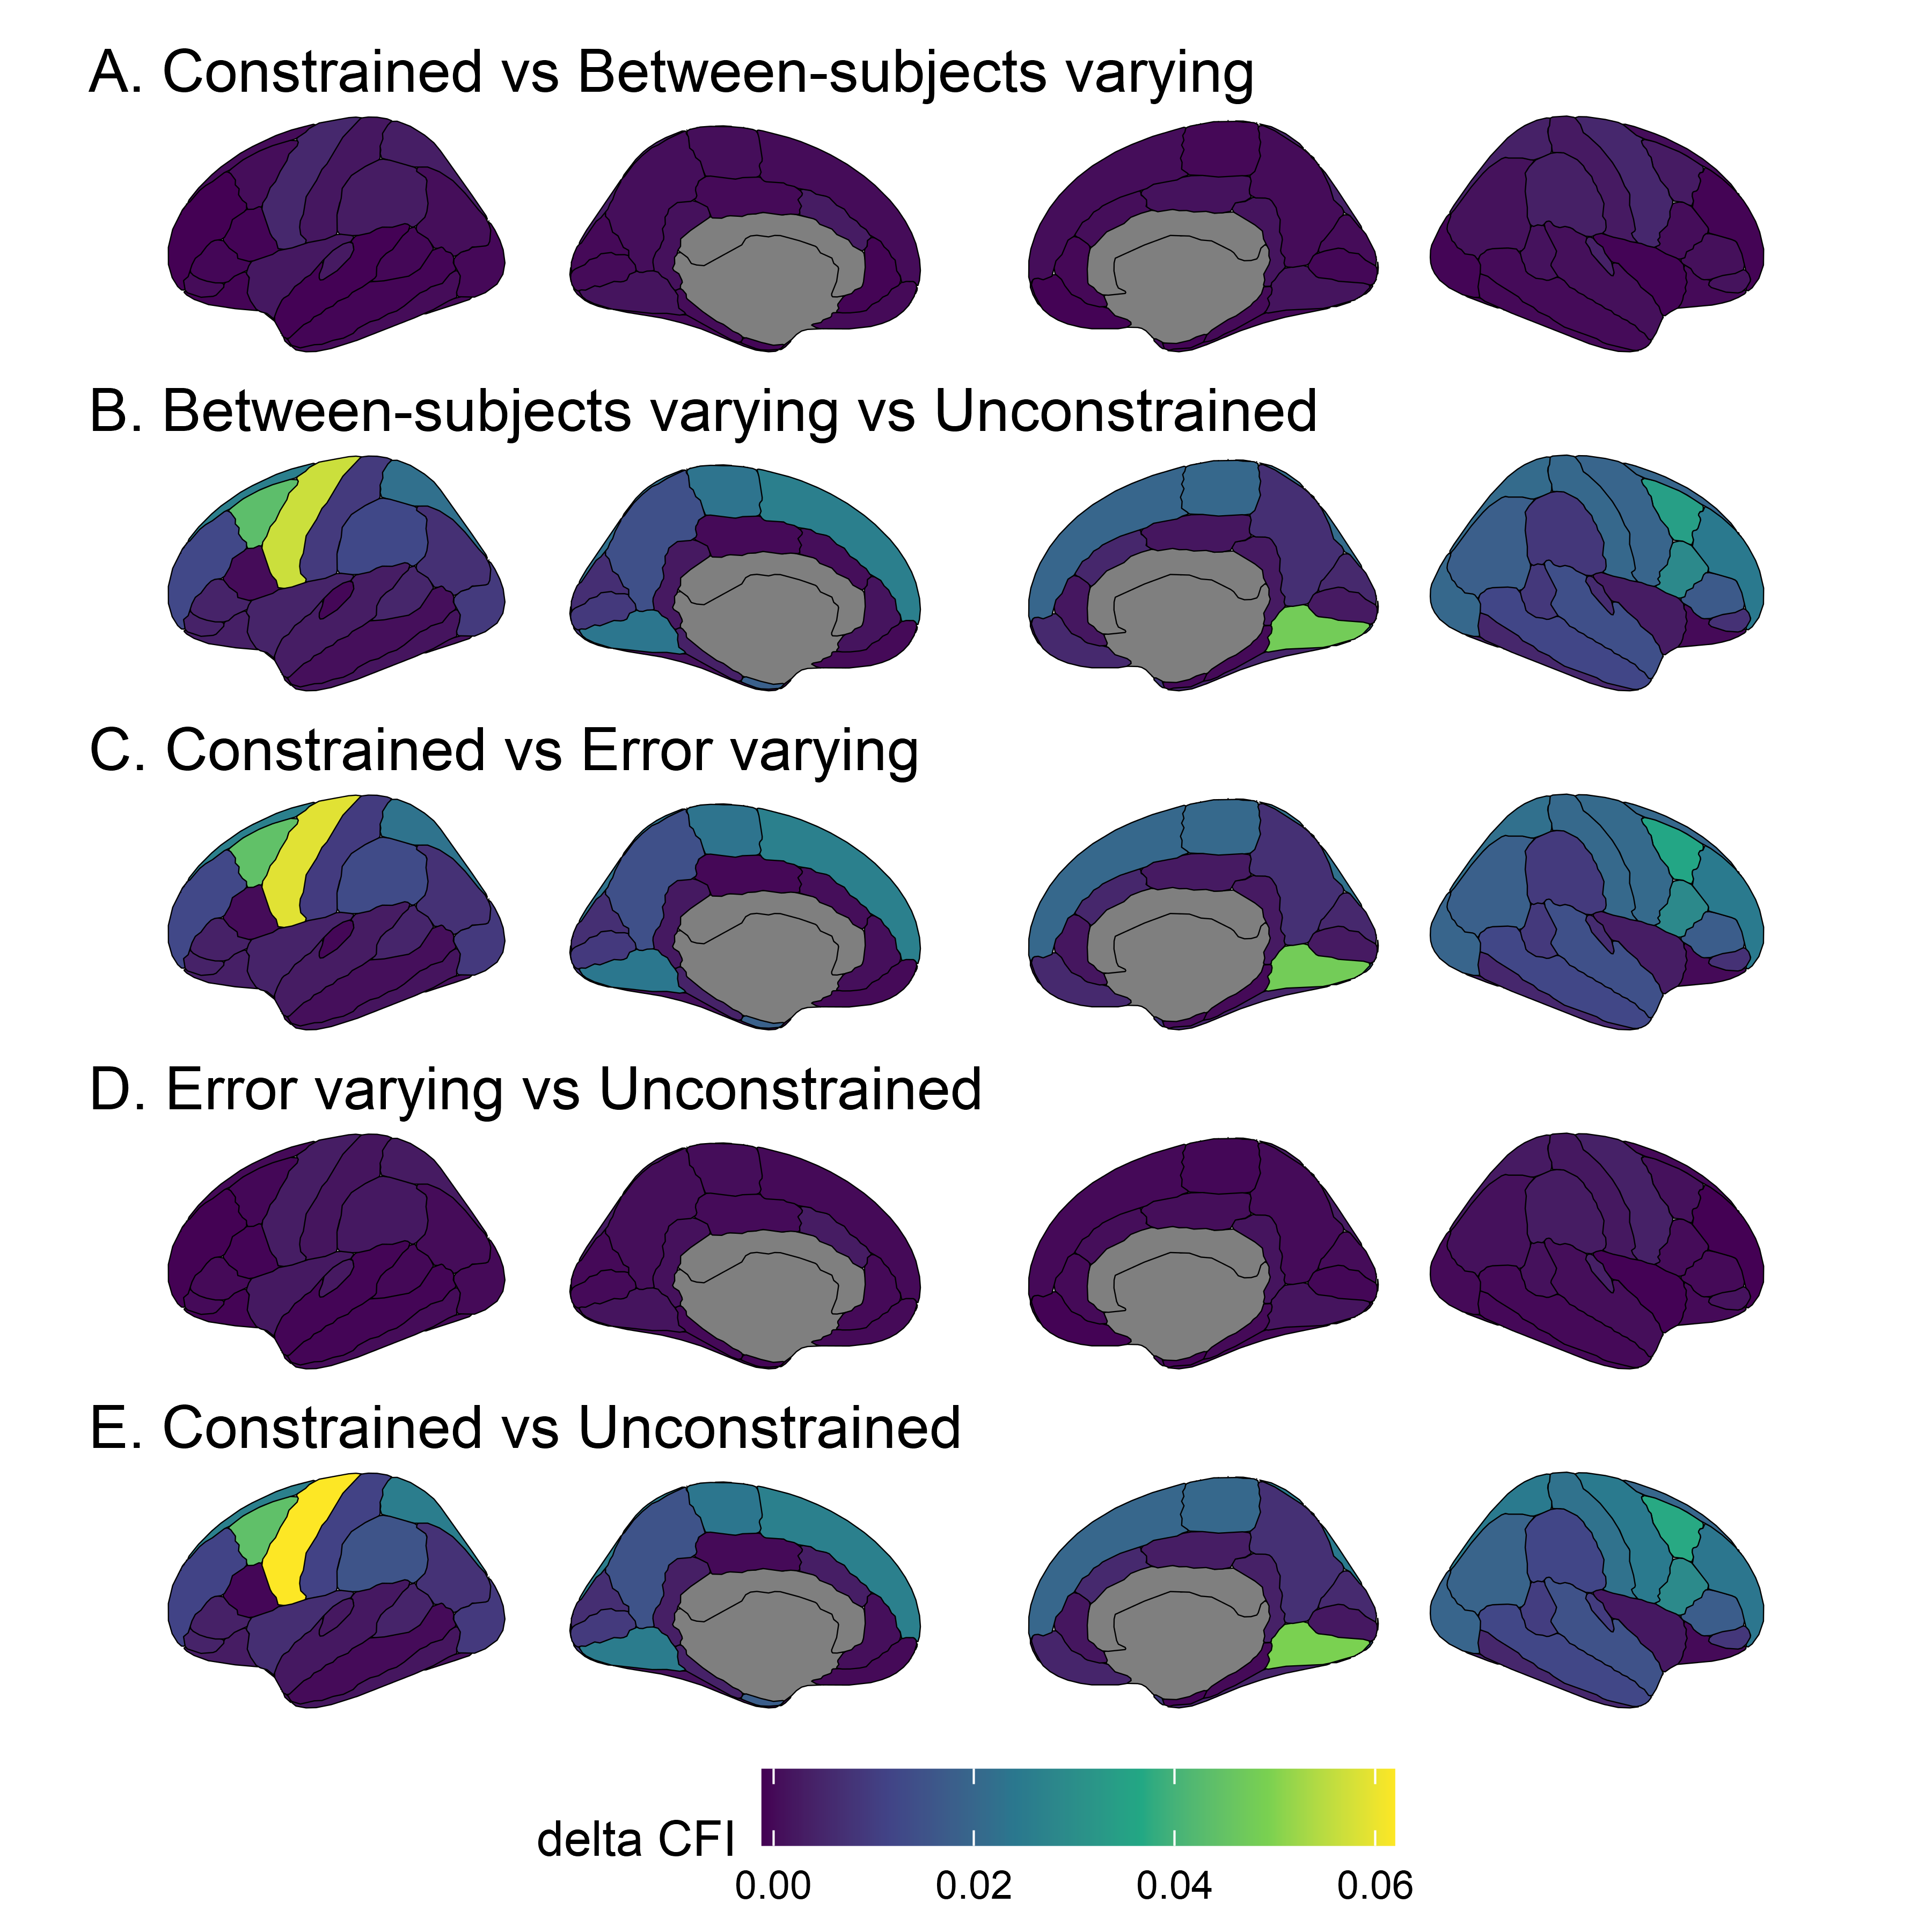 A. Constrained vs Between-subjects varying
B. Between-subjects varying vs Unconstrained
C. Constrained vs Error varying
D. Error varying vs Unconstrained
E. Constrained vs Unconstrained
delta CFI
0.00 0.02 0.04 0.06